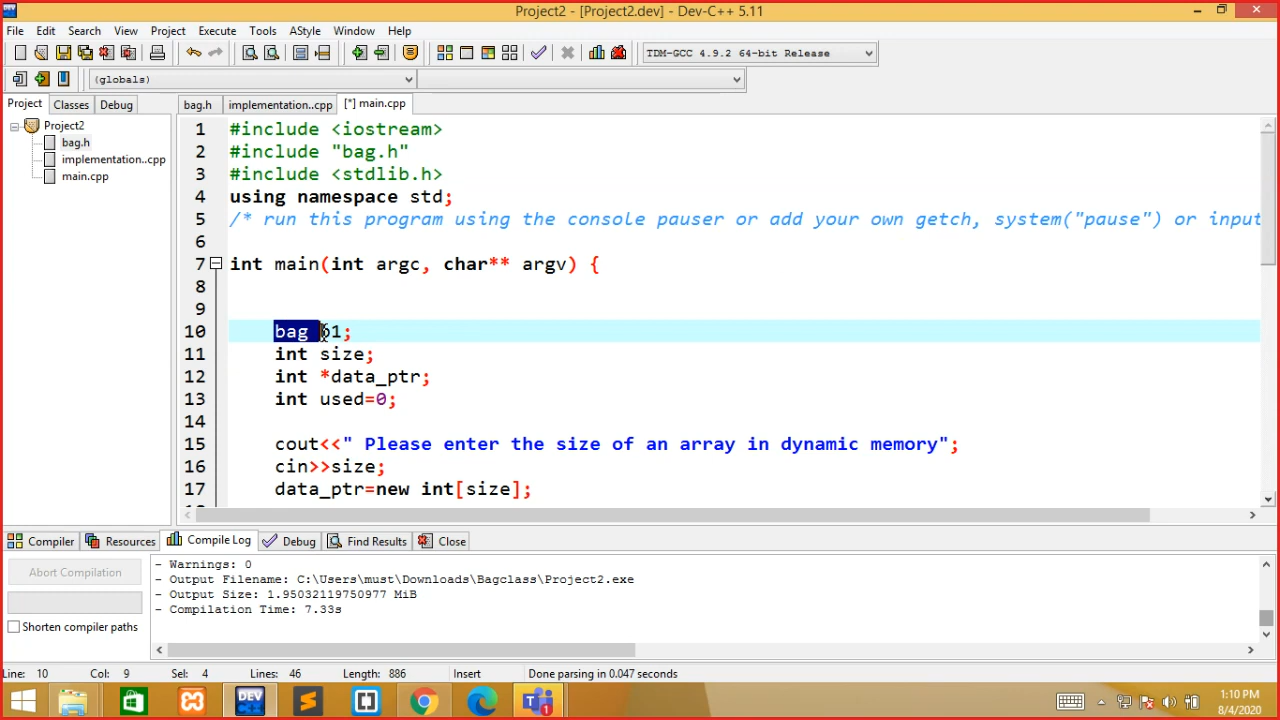 Project2 - [Project2.dev] - Dev-C++ 5.11
File Edit Search View Project Execute Tools AStyle Window Help
TDM-GCC 4.9.2 64-bit Release
(globals)
Project Classes Debug
bag.h implementation..cpp [*] main.cpp
Project2
bag.h
implementation..cpp
main.cpp
1 #include <iostream>
2 #include "bag.h"
3 #include <stdlib.h>
4 using namespace std;
5 /* run this program using the console pauser or add your own getch, system("pause") or input
6
7 int main(int argc, char** argv) {
8
9
10 bag b1;
11 int size;
12 int *data_ptr;
13 int used=0;
14
15 cout<<" Please enter the size of an array in dynamic memory";
16 cin>>size;
17 data_ptr=new int[size];
Compiler Resources Compile Log Debug Find Results Close
Abort Compilation
Shorten compiler paths
- Warnings: 0
- Output Filename: C:\Users\must\Downloads\Bagclass\Project2.exe
- Output Size: 1.95032119750977 MiB
- Compilation Time: 7.33s
Line: 10 Col: 9 Sel: 4 Lines: 46 Length: 886 Insert Done parsing in 0.047 seconds
DEV
1
1:10 PM
8/4/2020